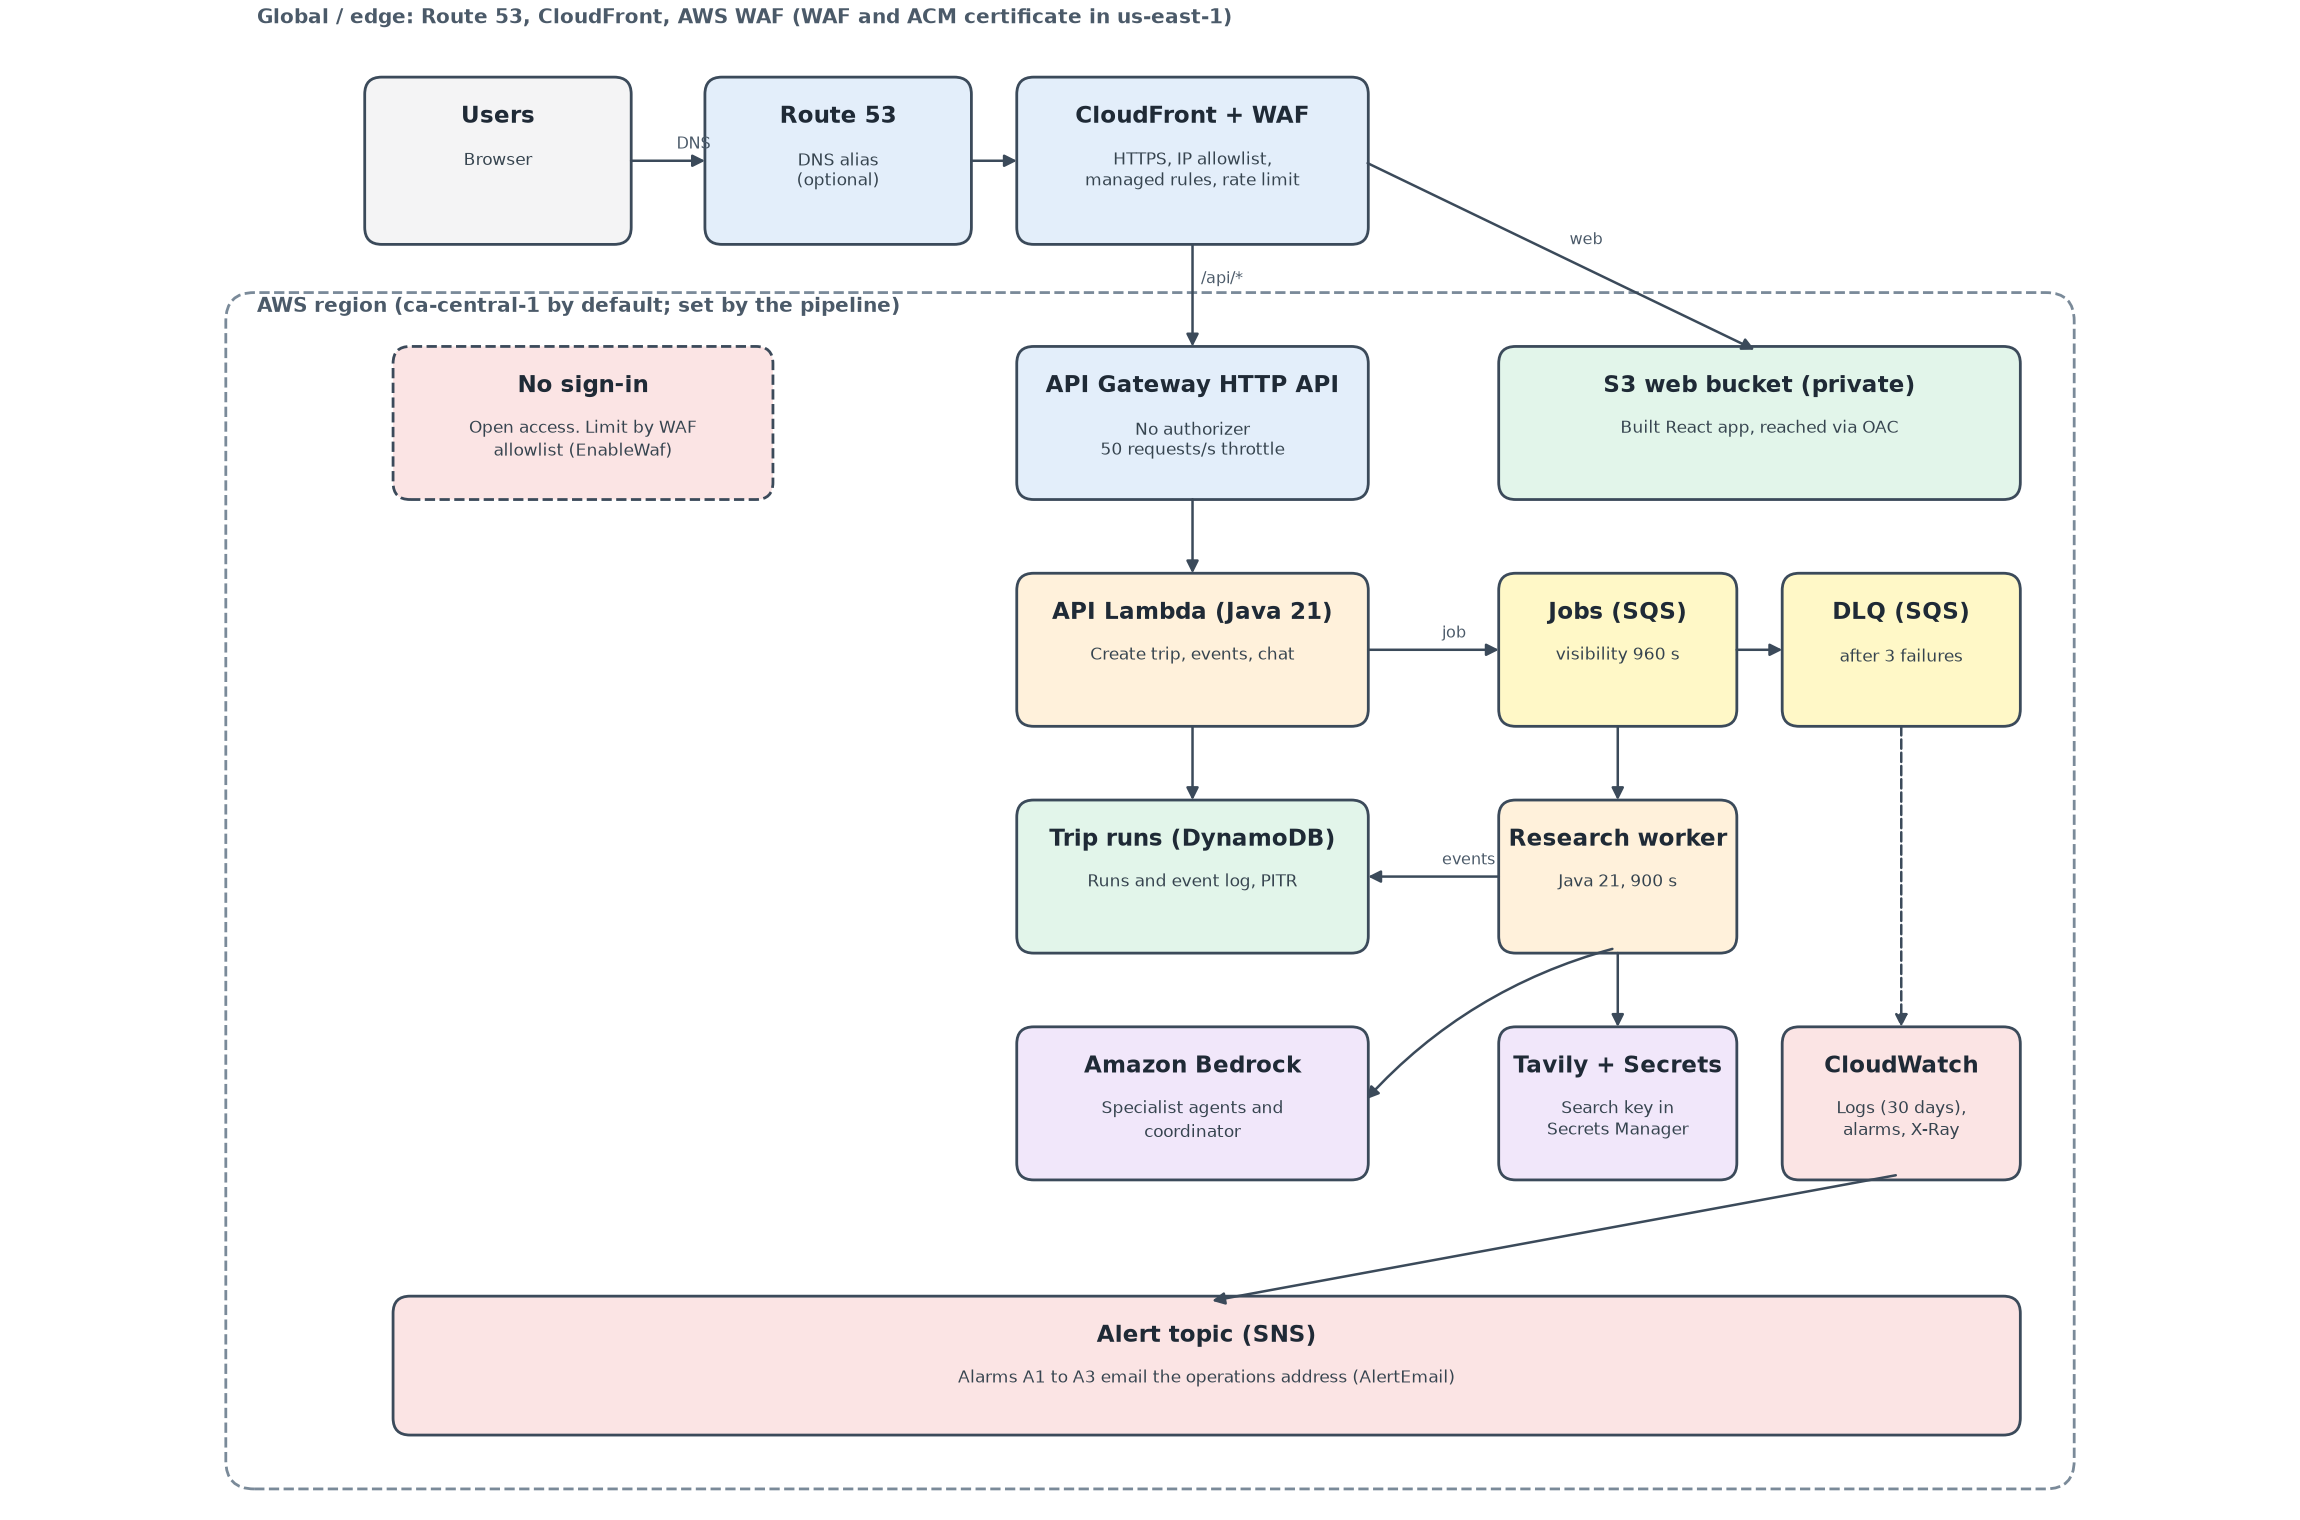 Global / edge: Route 53, CloudFront, AWS WAF (WAF and ACM certificate in us-east-1)
Users
Browser
DNS
Route 53
DNS alias
(optional)
CloudFront + WAF
HTTPS, IP allowlist,
managed rules, rate limit
web
/api/*
AWS region (ca-central-1 by default; set by the pipeline)
No sign-in
Open access. Limit by WAF
allowlist (EnableWaf)
API Gateway HTTP API
No authorizer
50 requests/s throttle
S3 web bucket (private)
Built React app, reached via OAC
API Lambda (Java 21)
Create trip, events, chat
job
Jobs (SQS)
visibility 960 s
DLQ (SQS)
after 3 failures
Trip runs (DynamoDB)
Runs and event log, PITR
events
Research worker
Java 21, 900 s
Amazon Bedrock
Specialist agents and
coordinator
Tavily + Secrets
Search key in
Secrets Manager
CloudWatch
Logs (30 days),
alarms, X-Ray
Alert topic (SNS)
Alarms A1 to A3 email the operations address (AlertEmail)